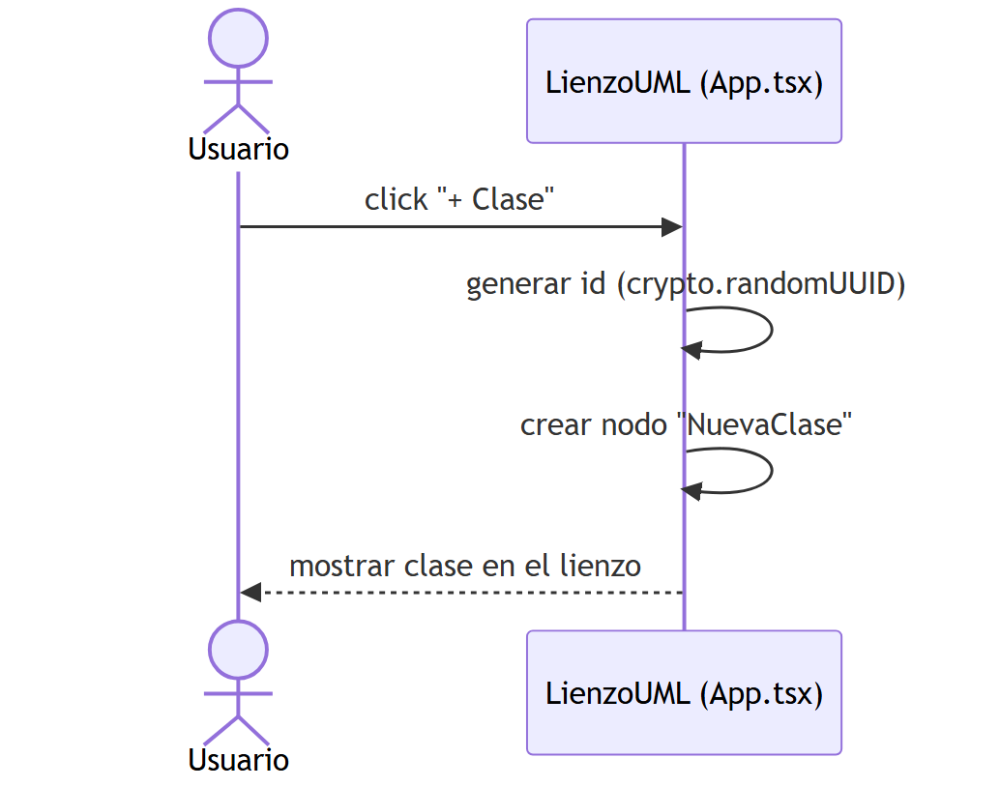 Usuario
LienzoUML (App.tsx)
click "+ Clase"
generar id (crypto.randomUUID)
crear nodo "NuevaClase"
mostrar clase en el lienzo
Usuario
LienzoUML (App.tsx)